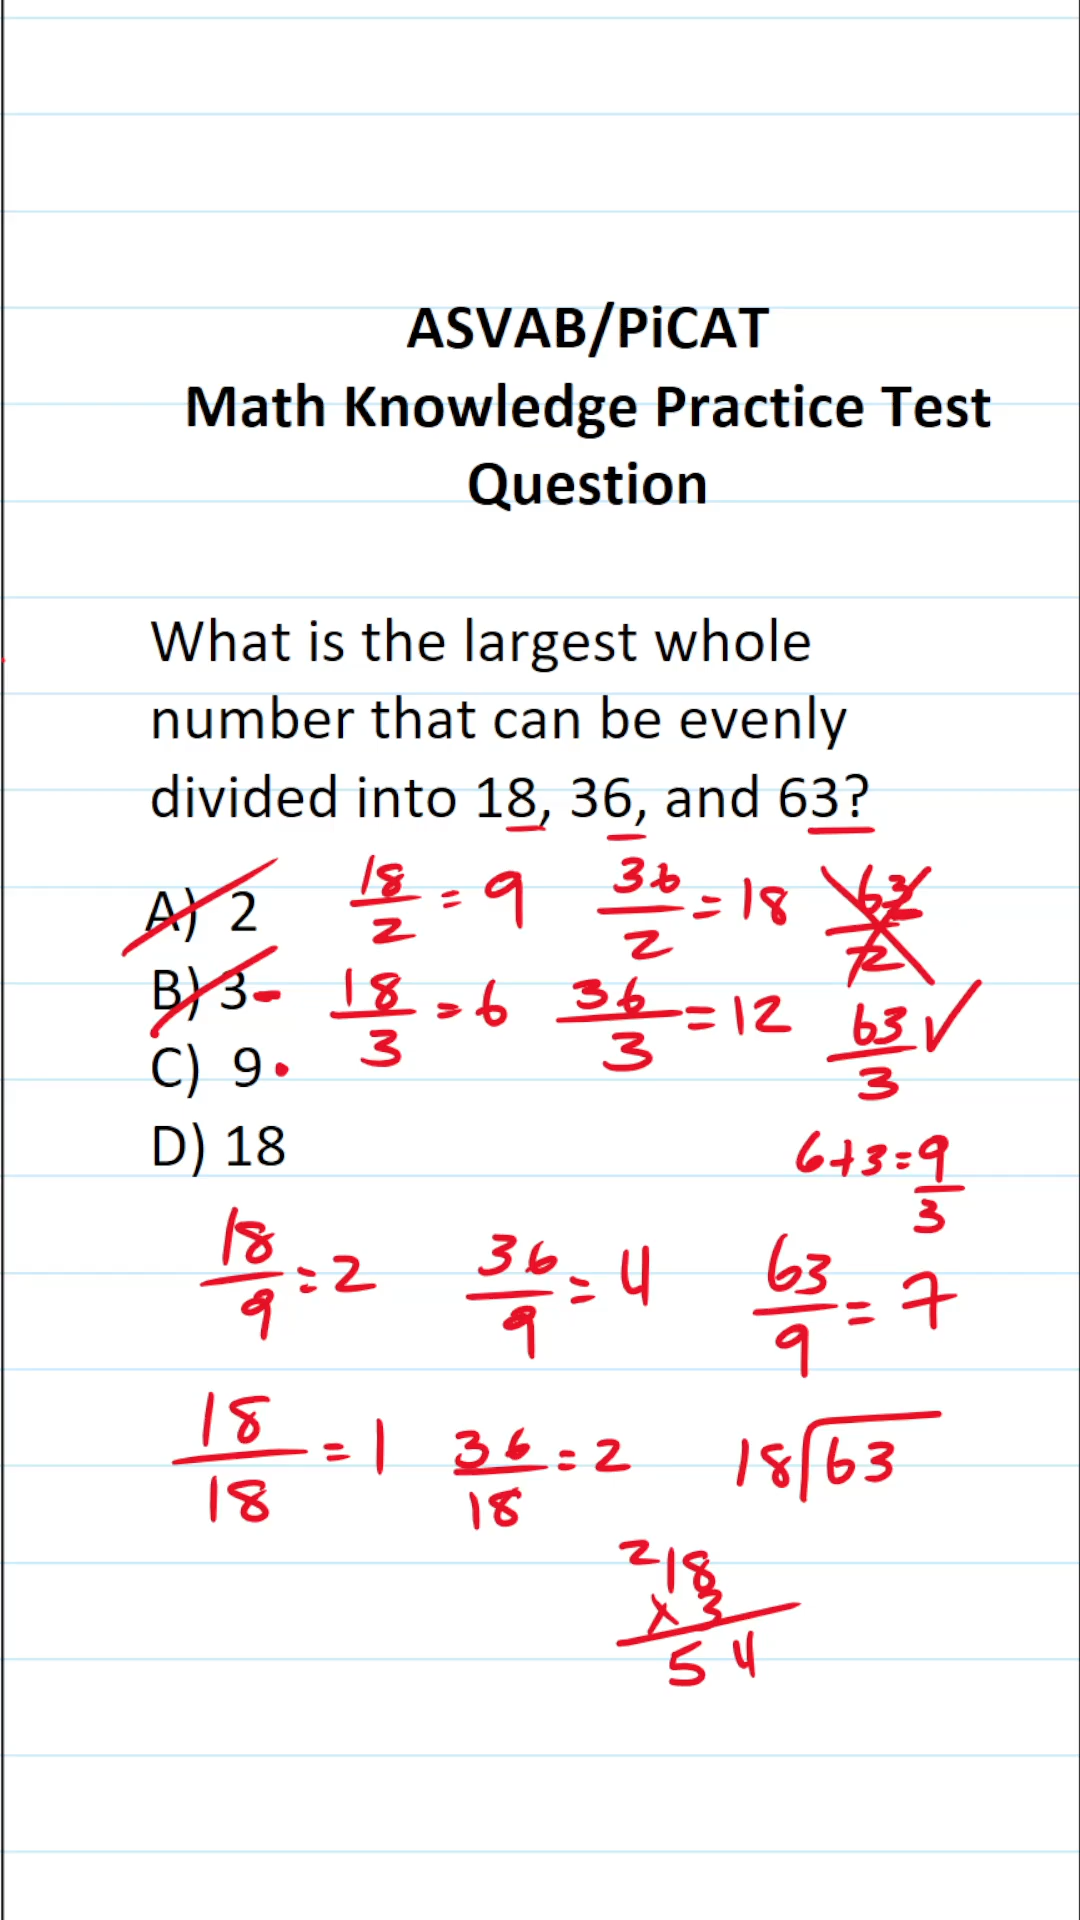 ASVAB/PiCAT
Math Knowledge Practice Test
Question
What is the largest whole
number that can be evenly
divided into 18, 36, and 63?
A) 2 18/2 = 9 36/2 = 18 63/2
B) 3 18/3 = 6 36/3 = 12 63/3 ✓
C) 9
D) 18
6+3=9/3
18/9 = 2 36/9 = 4 63/9 = 7
18/18 = 1 36/18 = 2 18√63
2
18
x 3
54